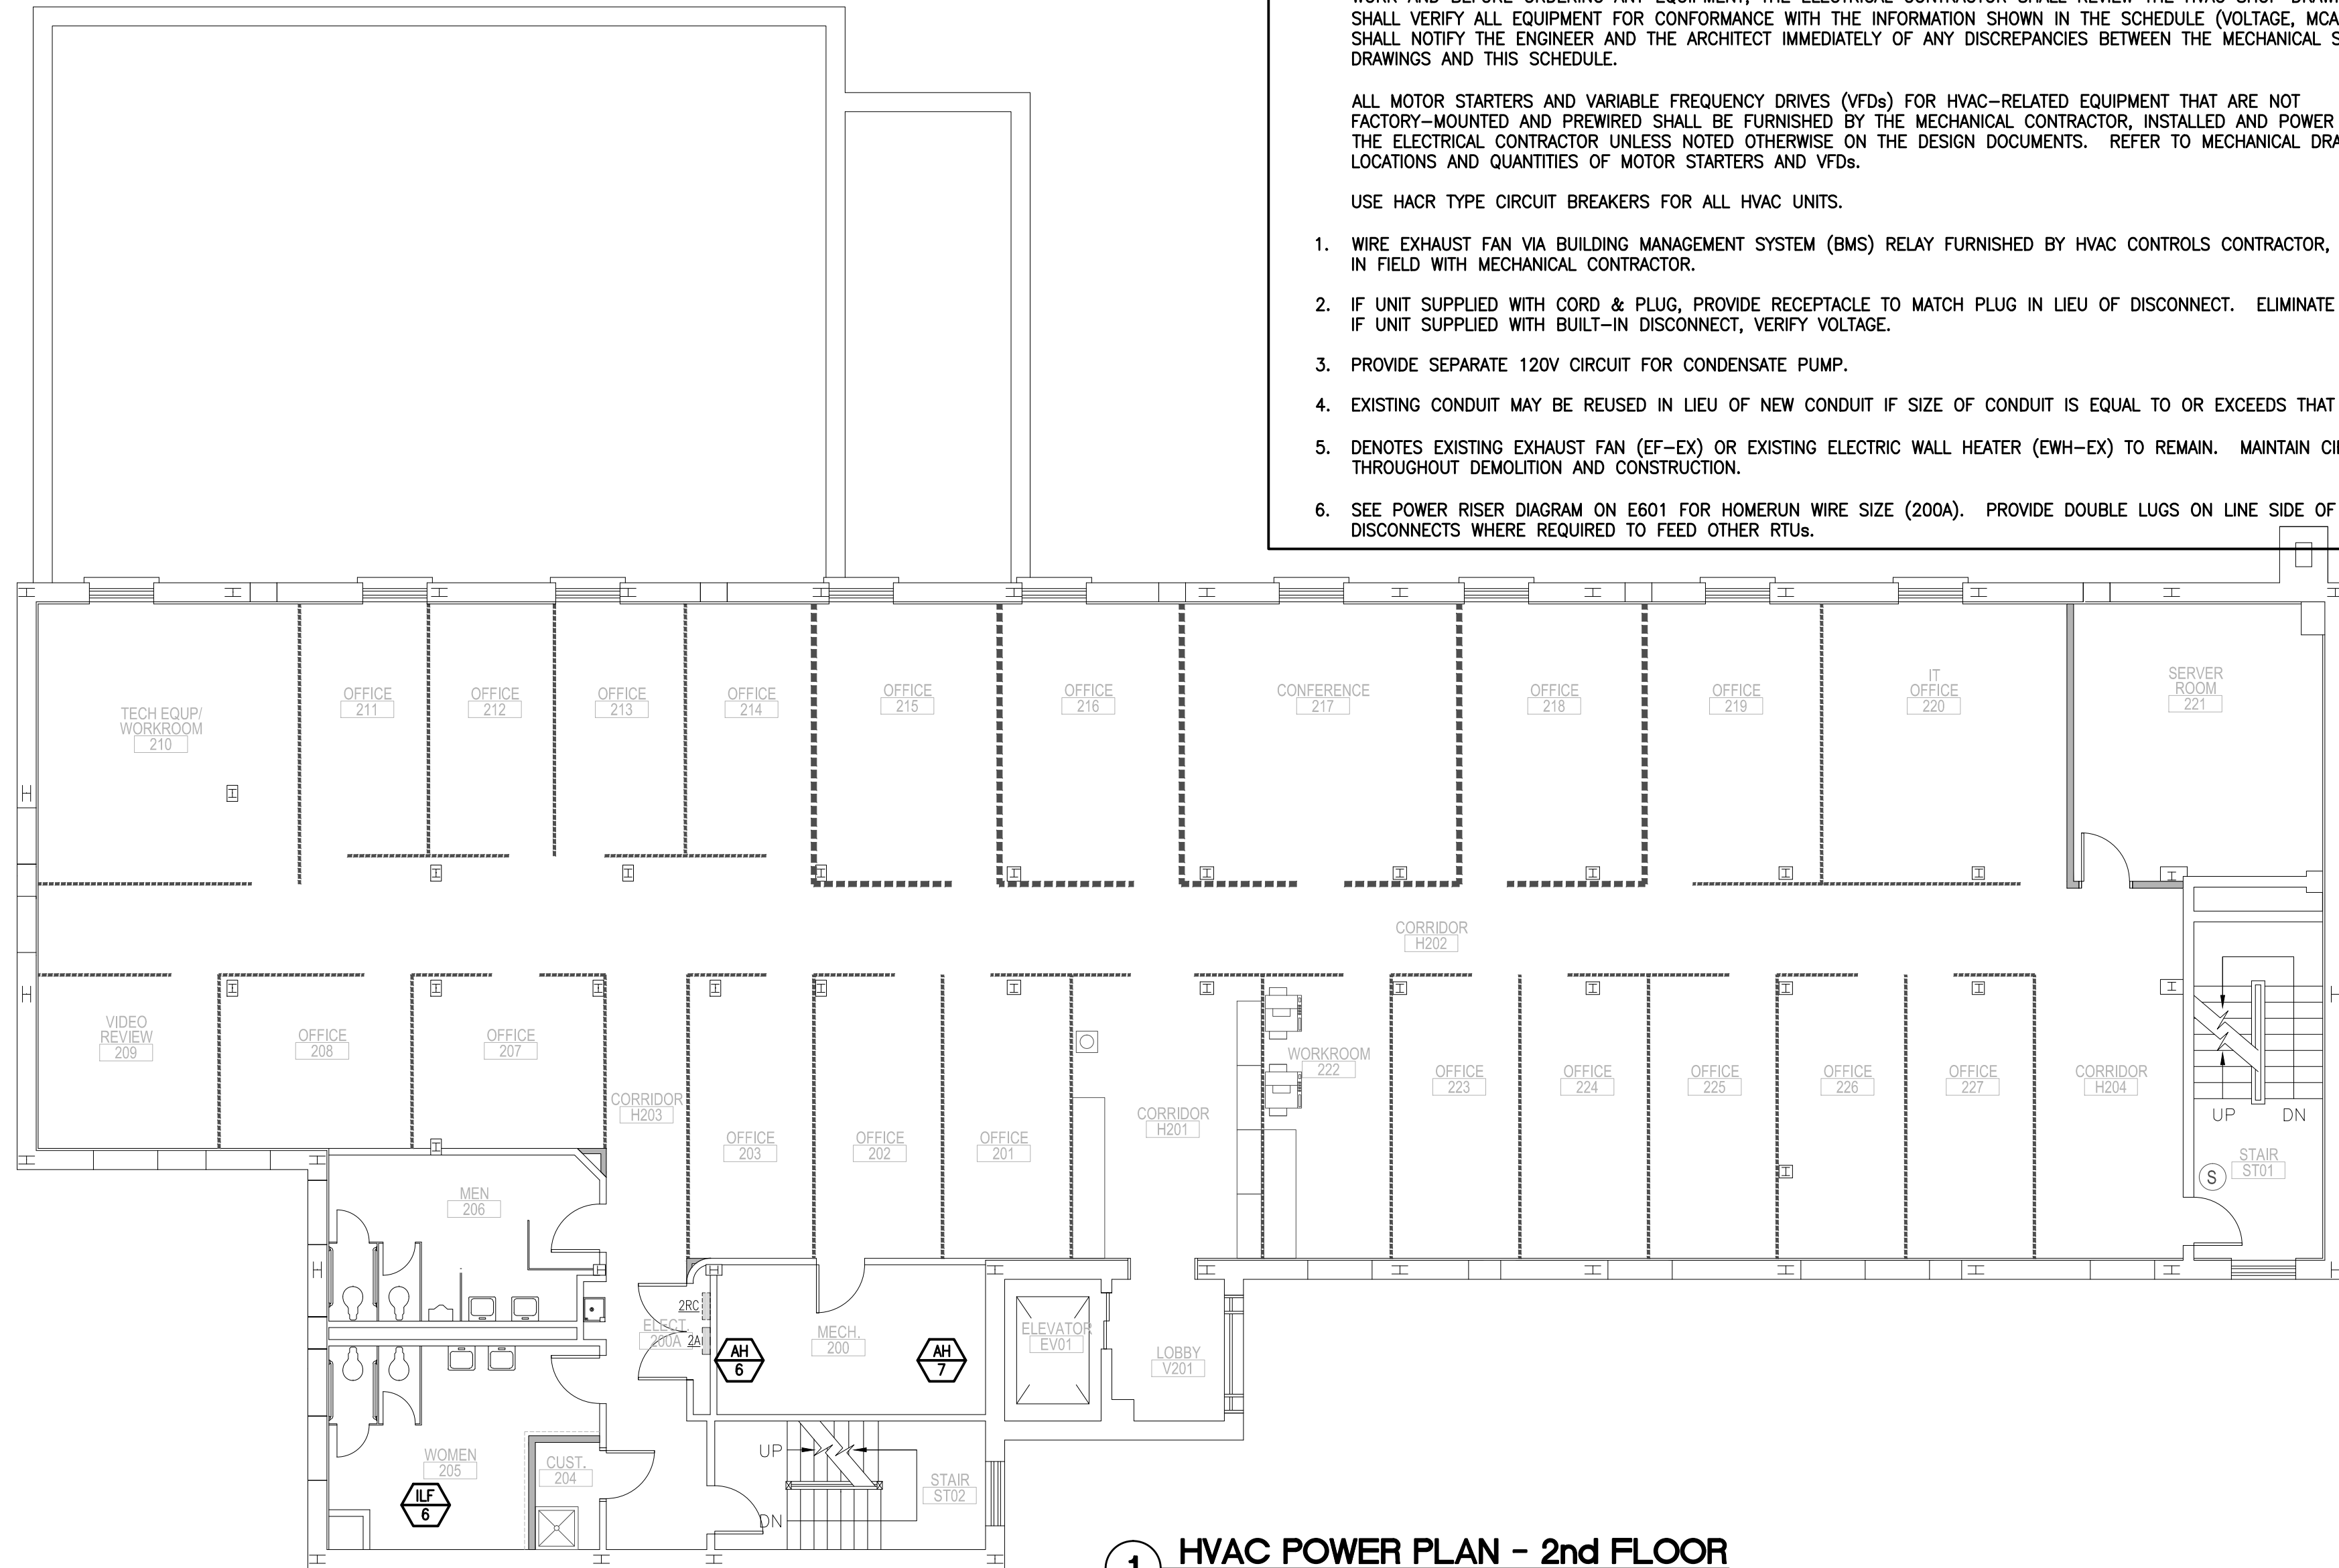 SHALL VERIFY ALL EQUIPMENT FOR CONFORMANCE WITH THE INFORMATION SHOWN IN THE SCHEDULE (VOLTAGE, MCA
SHALL NOTIFY THE ENGINEER AND THE ARCHITECT IMMEDIATELY OF ANY DISCREPANCIES BETWEEN THE MECHANICAL S
DRAWINGS AND THIS SCHEDULE.
ALL MOTOR STARTERS AND VARIABLE FREQUENCY DRIVES (VFDs) FOR HVAC-RELATED EQUIPMENT THAT ARE NOT
FACTORY-MOUNTED AND PREWIRED SHALL BE FURNISHED BY THE MECHANICAL CONTRACTOR, INSTALLED AND POWER
THE ELECTRICAL CONTRACTOR UNLESS NOTED OTHERWISE ON THE DESIGN DOCUMENTS. REFER TO MECHANICAL DRA
LOCATIONS AND QUANTITIES OF MOTOR STARTERS AND VFDs.
USE HACR TYPE CIRCUIT BREAKERS FOR ALL HVAC UNITS.
1. WIRE EXHAUST FAN VIA BUILDING MANAGEMENT SYSTEM (BMS) RELAY FURNISHED BY HVAC CONTROLS CONTRACTOR,
IN FIELD WITH MECHANICAL CONTRACTOR.
2. IF UNIT SUPPLIED WITH CORD & PLUG, PROVIDE RECEPTACLE TO MATCH PLUG IN LIEU OF DISCONNECT. ELIMINATE
IF UNIT SUPPLIED WITH BUILT-IN DISCONNECT, VERIFY VOLTAGE.
3. PROVIDE SEPARATE 120V CIRCUIT FOR CONDENSATE PUMP.
4. EXISTING CONDUIT MAY BE REUSED IN LIEU OF NEW CONDUIT IF SIZE OF CONDUIT IS EQUAL TO OR EXCEEDS THAT
5. DENOTES EXISTING EXHAUST FAN (EF-EX) OR EXISTING ELECTRIC WALL HEATER (EWH-EX) TO REMAIN. MAINTAIN CI
THROUGHOUT DEMOLITION AND CONSTRUCTION.
6. SEE POWER RISER DIAGRAM ON E601 FOR HOMERUN WIRE SIZE (200A). PROVIDE DOUBLE LUGS ON LINE SIDE OF
DISCONNECTS WHERE REQUIRED TO FEED OTHER RTUs.
TECH EQUP/
WORKROOM
210
OFFICE
211
OFFICE
212
OFFICE
213
OFFICE
214
OFFICE
215
OFFICE
216
CONFERENCE
217
OFFICE
218
OFFICE
219
IT
OFFICE
220
SERVER
ROOM
221
CORRIDOR
H202
VIDEO
REVIEW
209
OFFICE
208
OFFICE
207
CORRIDOR
H203
OFFICE
203
OFFICE
202
OFFICE
201
CORRIDOR
H201
WORKROOM
222
OFFICE
223
OFFICE
224
OFFICE
225
OFFICE
226
OFFICE
227
CORRIDOR
H204
UP DN
STAIR
ST01
S
MEN
206
2RC
ELECT.
200A
2A
AH
6
MECH.
200
AH
7
ELEVATOR
EV01
LOBBY
V201
WOMEN
205
ILF
6
CUST.
204
UP
DN
STAIR
ST02
1
HVAC POWER PLAN - 2nd FLOOR